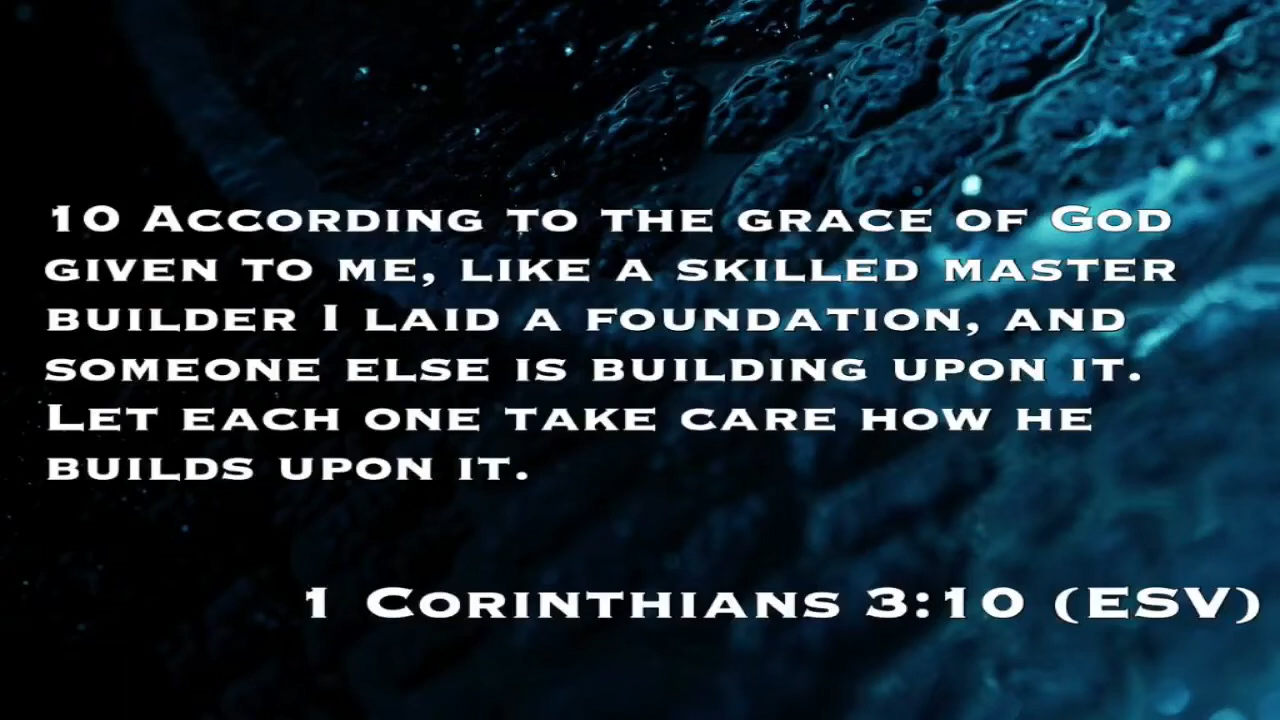 10 According to the grace of God
given to me, like a skilled master
builder I laid a foundation, and
someone else is building upon it.
Let each one take care how he
builds upon it.
1 Corinthians 3:10 (ESV)